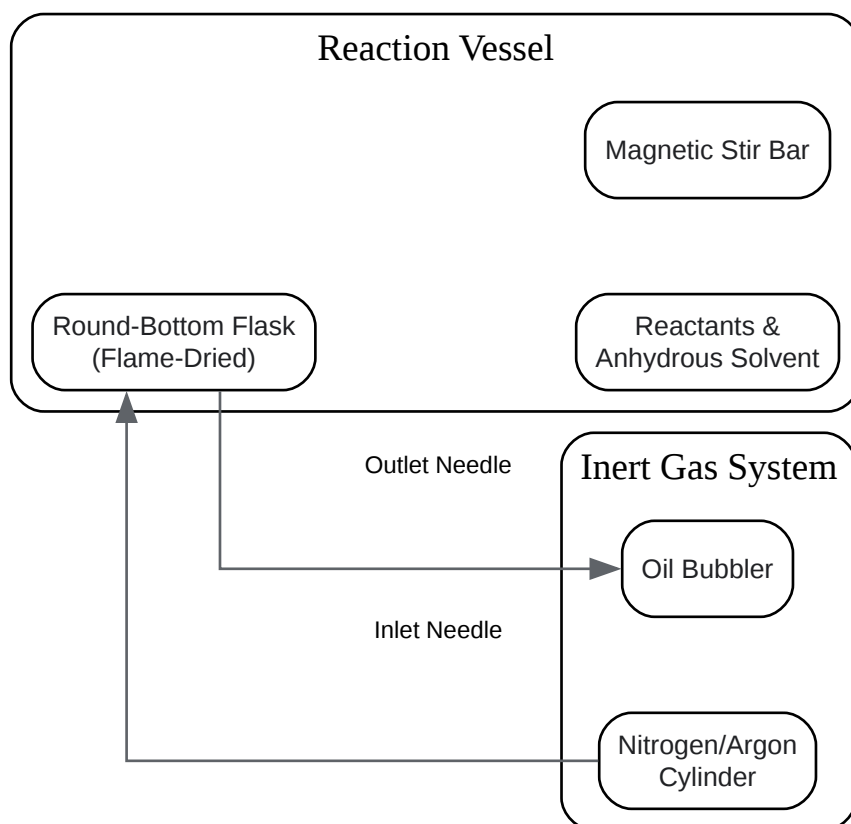 Reaction Vessel
Magnetic Stir Bar
Round-Bottom Flask
(Flame-Dried)
Reactants &
Anhydrous Solvent
Outlet Needle
Inert Gas System
Oil Bubbler
Inlet Needle
Nitrogen/Argon
Cylinder